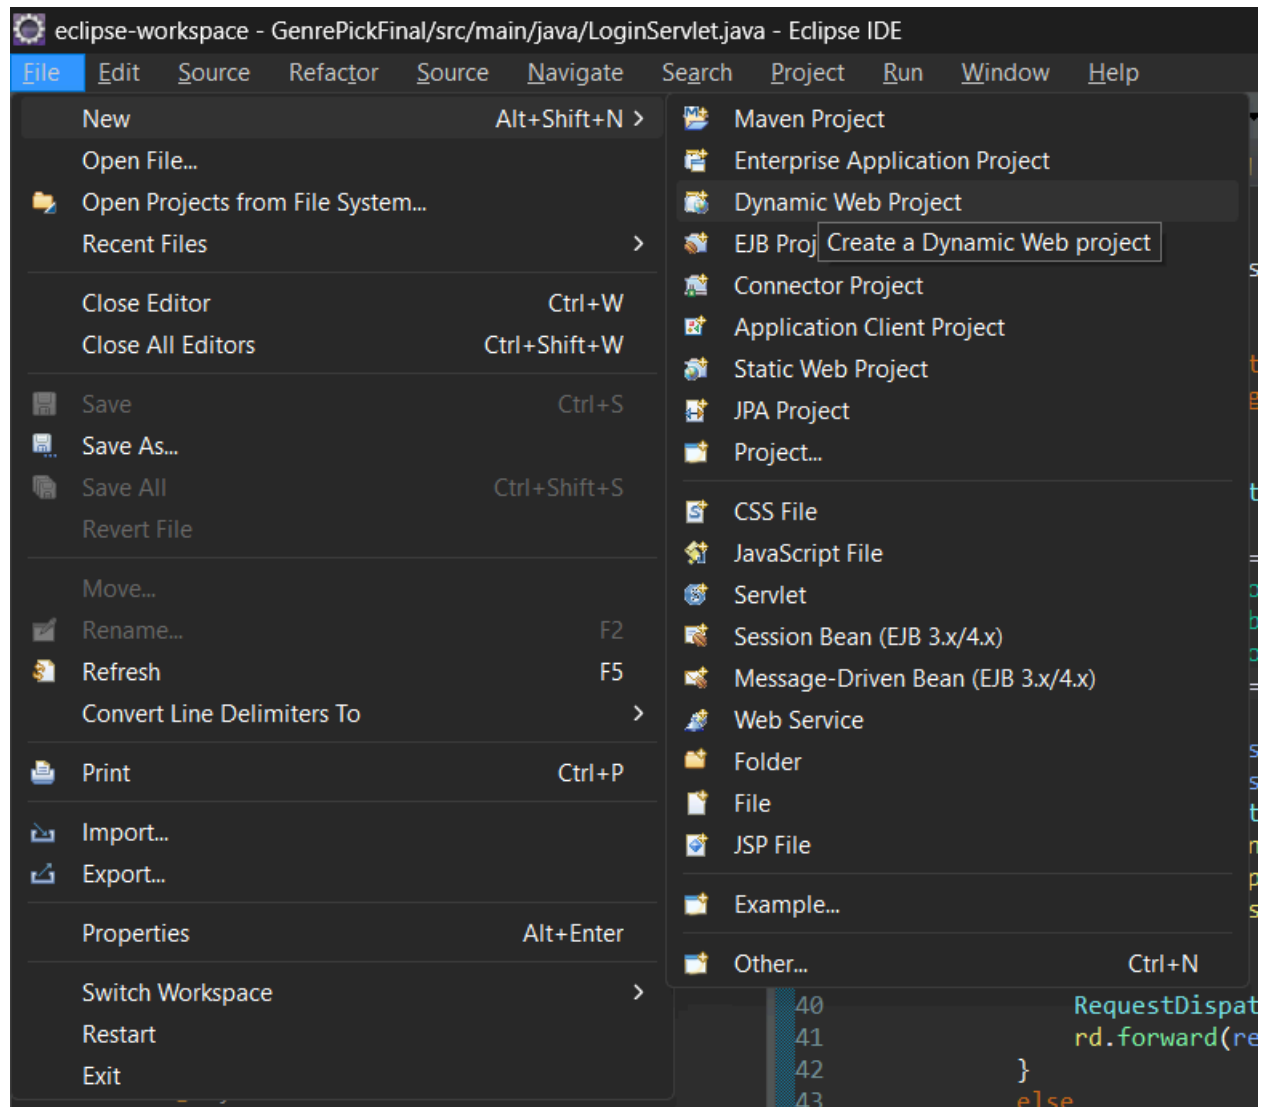 eclipse-workspace - GenrePickFinal/src/main/java/LoginServlet.java - Eclipse IDE
File Edit Source Refactor Source Navigate Search Project Run Window Help
New Alt+Shift+N >
Open File...
Open Projects from File System...
Recent Files >
Close Editor Ctrl+W
Close All Editors Ctrl+Shift+W
Save Ctrl+S
Save As...
Save All Ctrl+Shift+S
Revert File
Move...
Rename... F2
Refresh F5
Convert Line Delimiters To >
Print Ctrl+P
Import...
Export...
Properties Alt+Enter
Switch Workspace >
Restart
Exit
Maven Project
Enterprise Application Project
Dynamic Web Project
EJB Proj
Create a Dynamic Web project
Connector Project
Application Client Project
Static Web Project
JPA Project
Project...
CSS File
JavaScript File
Servlet
Session Bean (EJB 3.x/4.x)
Message-Driven Bean (EJB 3.x/4.x)
Web Service
Folder
File
JSP File
Example...
Other... Ctrl+N
40 RequestDispat
41 rd.forward(re
42 }
43 else